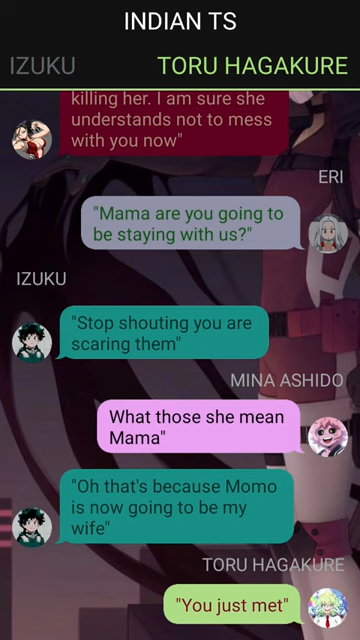 INDIAN TS
IZUKU TORU HAGAKURE
killing her. I am sure she
understands not to mess
with you now"
ERI
"Mama are you going to
be staying with us?"
IZUKU
"Stop shouting you are
scaring them"
MINA ASHIDO
What those she mean
Mama"
"Oh that's because Momo
is now going to be my
wife"
TORU HAGAKURE
"You just met"